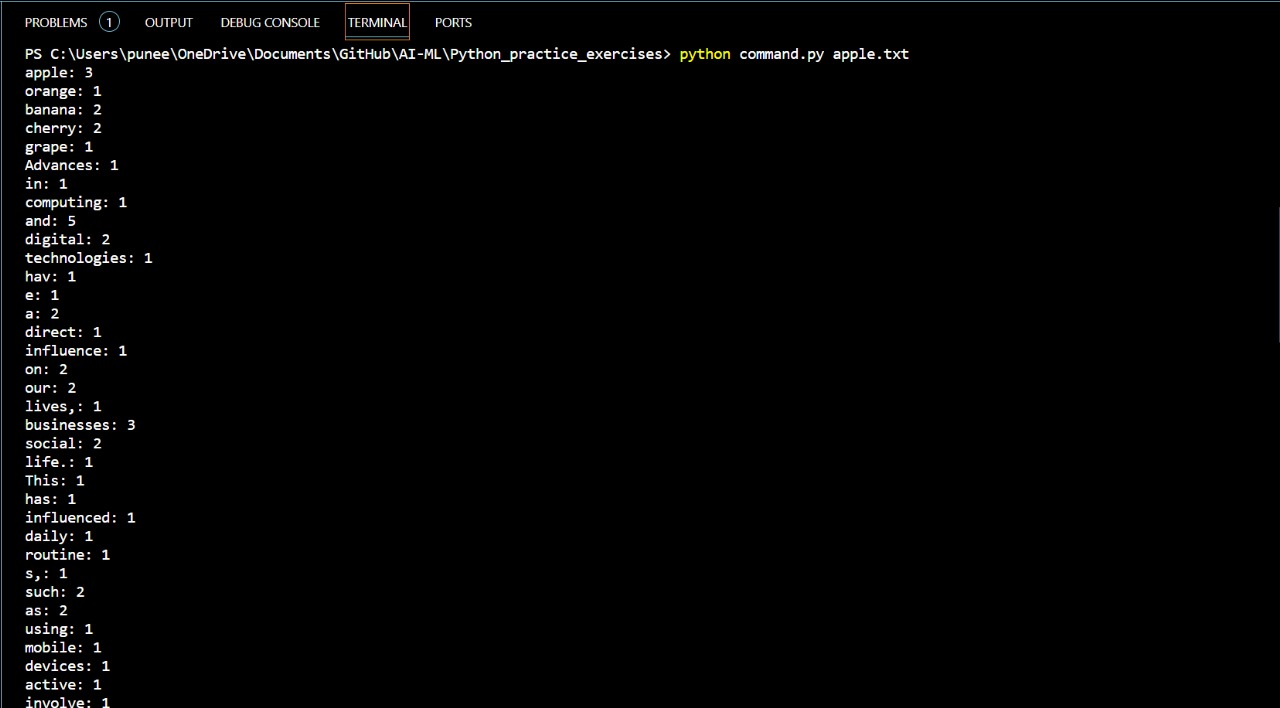 PROBLEMS 1 OUTPUT DEBUG CONSOLE TERMINAL PORTS
PS C:\Users\punee\OneDrive\Documents\GitHub\AI-ML\Python_practice_exercises> python command.py apple.txt
apple: 3
orange: 1
banana: 2
cherry: 2
grape: 1
Advances: 1
in: 1
computing: 1
and: 5
digital: 2
technologies: 1
hav: 1
e: 1
a: 2
direct: 1
influence: 1
on: 2
our: 2
lives,: 1
businesses: 3
social: 2
life.: 1
This: 1
has: 1
influenced: 1
daily: 1
routine: 1
s,: 1
such: 2
as: 2
using: 1
mobile: 1
devices: 1
active: 1
involve: 1